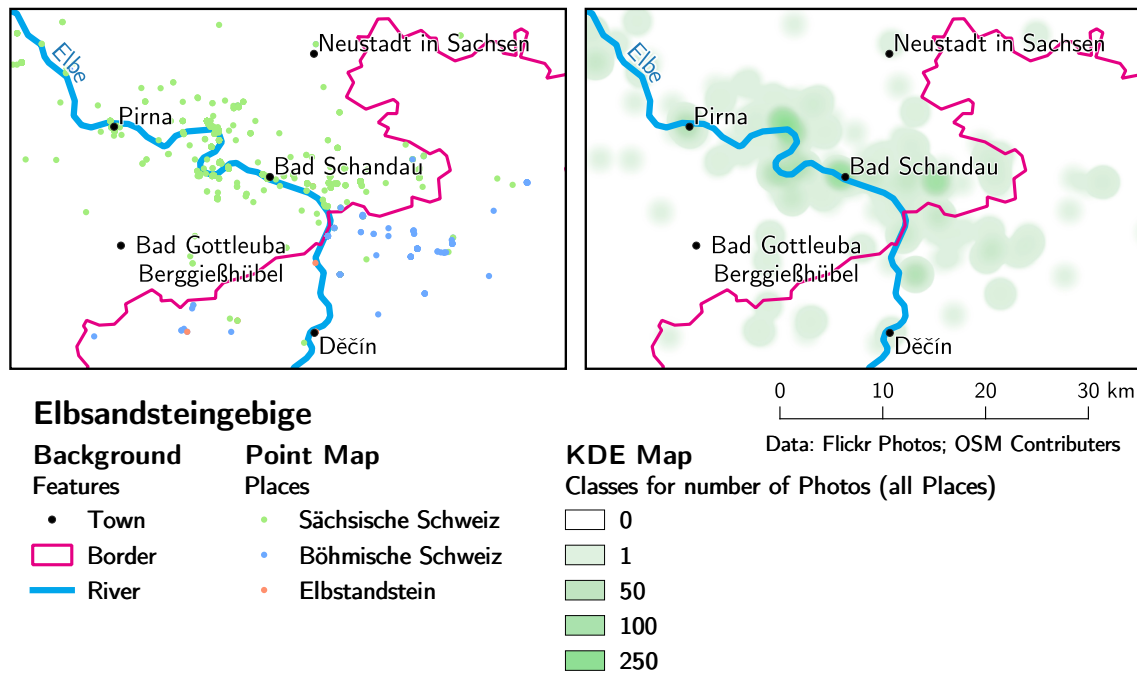 Neustadt in Sachsen
Elbe
Pirna
Bad Schandau
Bad Gottleuba
Berggießhübel
Děčín
Neustadt in Sachsen
Elbe
Pirna
Bad Schandau
Bad Gottleuba
Berggießhübel
Děčín
0 10 20 30 km
Data: Flickr Photos; OSM Contributers
Elbsandsteingebige
Background
Features
Town
Border
River
Point Map
Places
Sächsische Schweiz
Böhmische Schweiz
Elbstandstein
KDE Map
Classes for number of Photos (all Places)
0
1
50
100
250